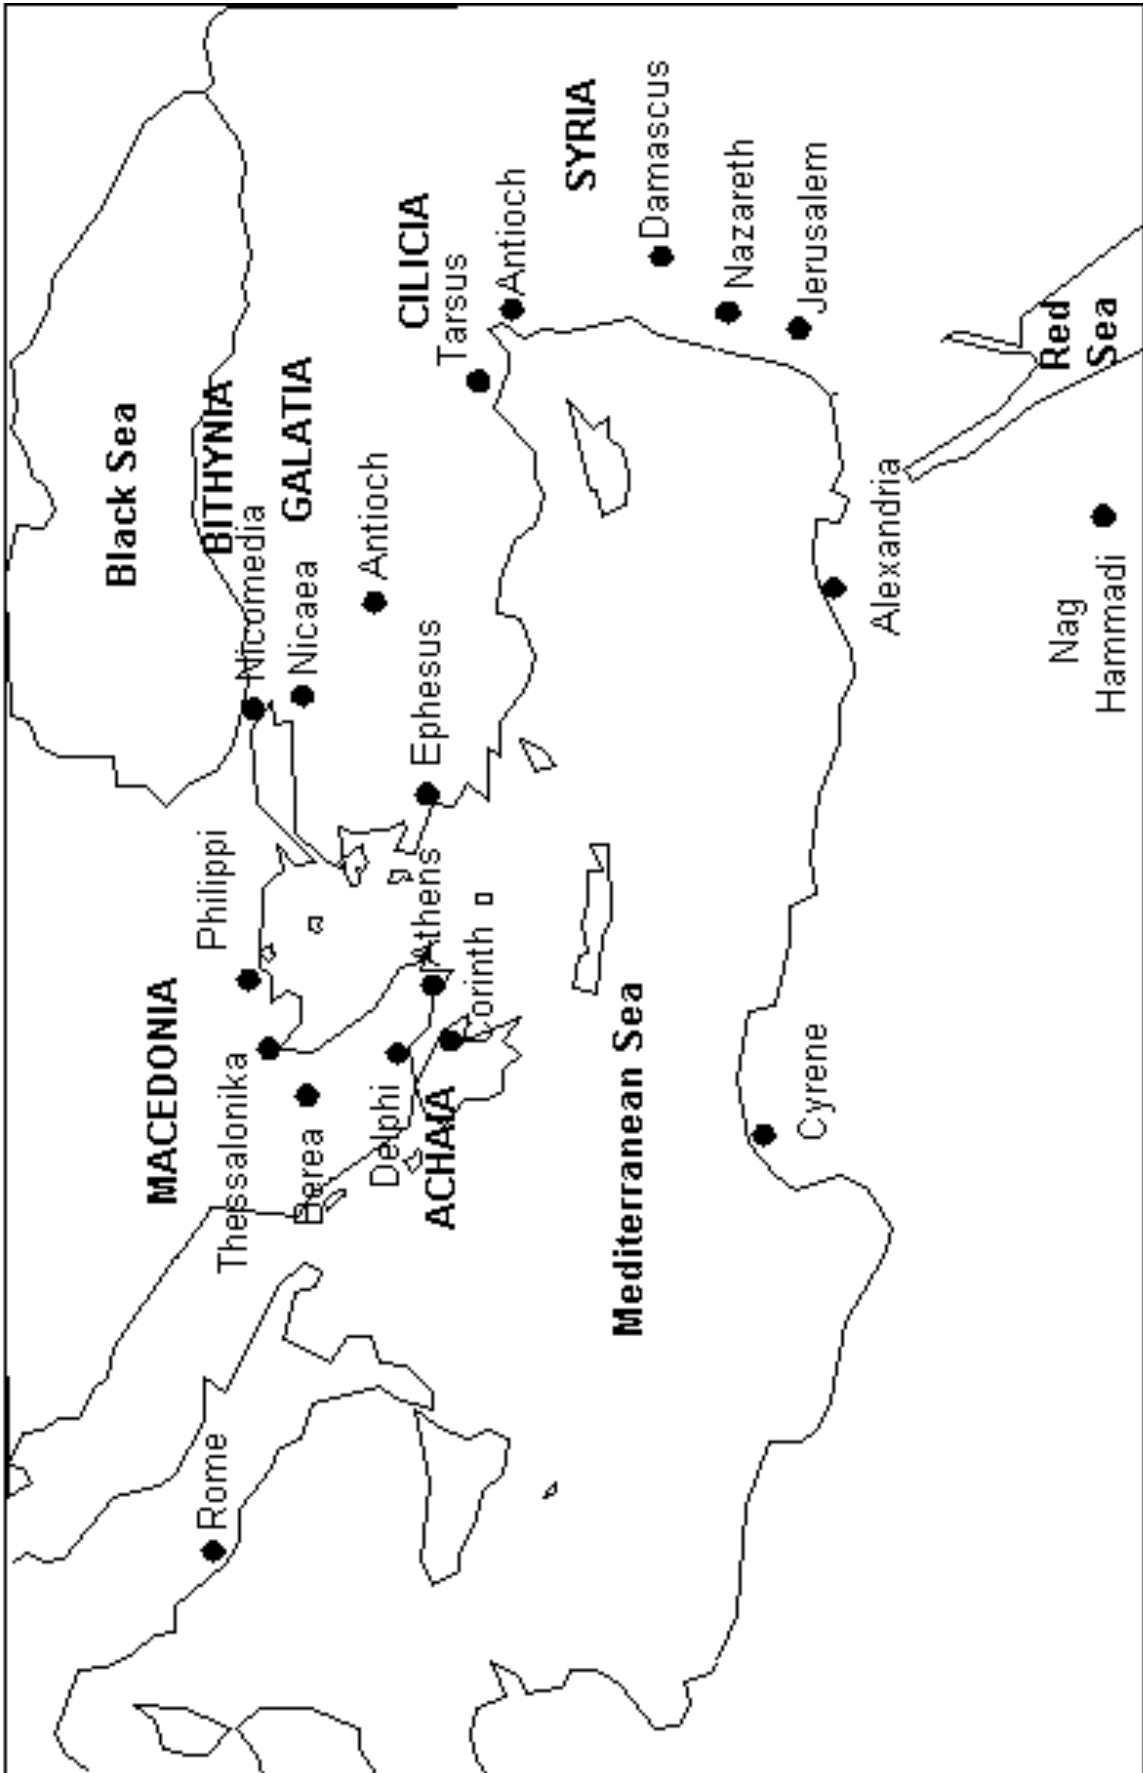 Black Sea
MACEDONIA
Philippi
Nicomedia
BITHYNIA
Rome
Thessalonika
Nicaea
GALATIA
Berea
Antioch
Delphi
Athens
Ephesus
CILICIA
ACHAIA
Corinth
Tarsus
Antioch
SYRIA
Mediterranean Sea
Damascus
Nazareth
Cyrene
Jerusalem
Alexandria
Nag
Hammadi
Red
Sea